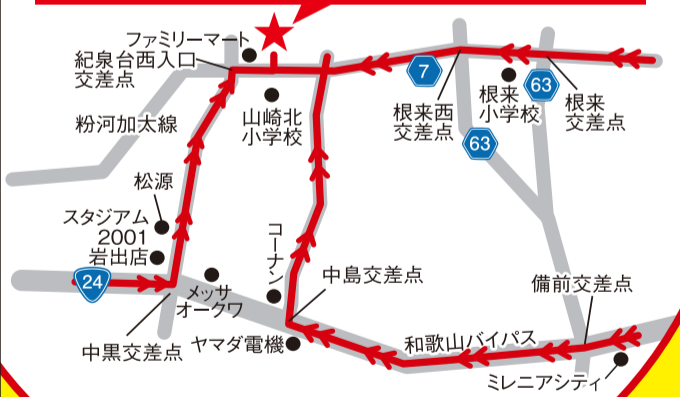 ファミリーマート
紀泉台西入口
交差点
山崎北
小学校
粉河加太線
7
根来西
交差点
根来
小学校
63
根来
交差点
63
松源
スタジアム
2001
岩出店
24
メッサ
オークワ
コーナン
中島交差点
備前交差点
中黒交差点
ヤマダ電機
和歌山バイパス
ミレニアシティ